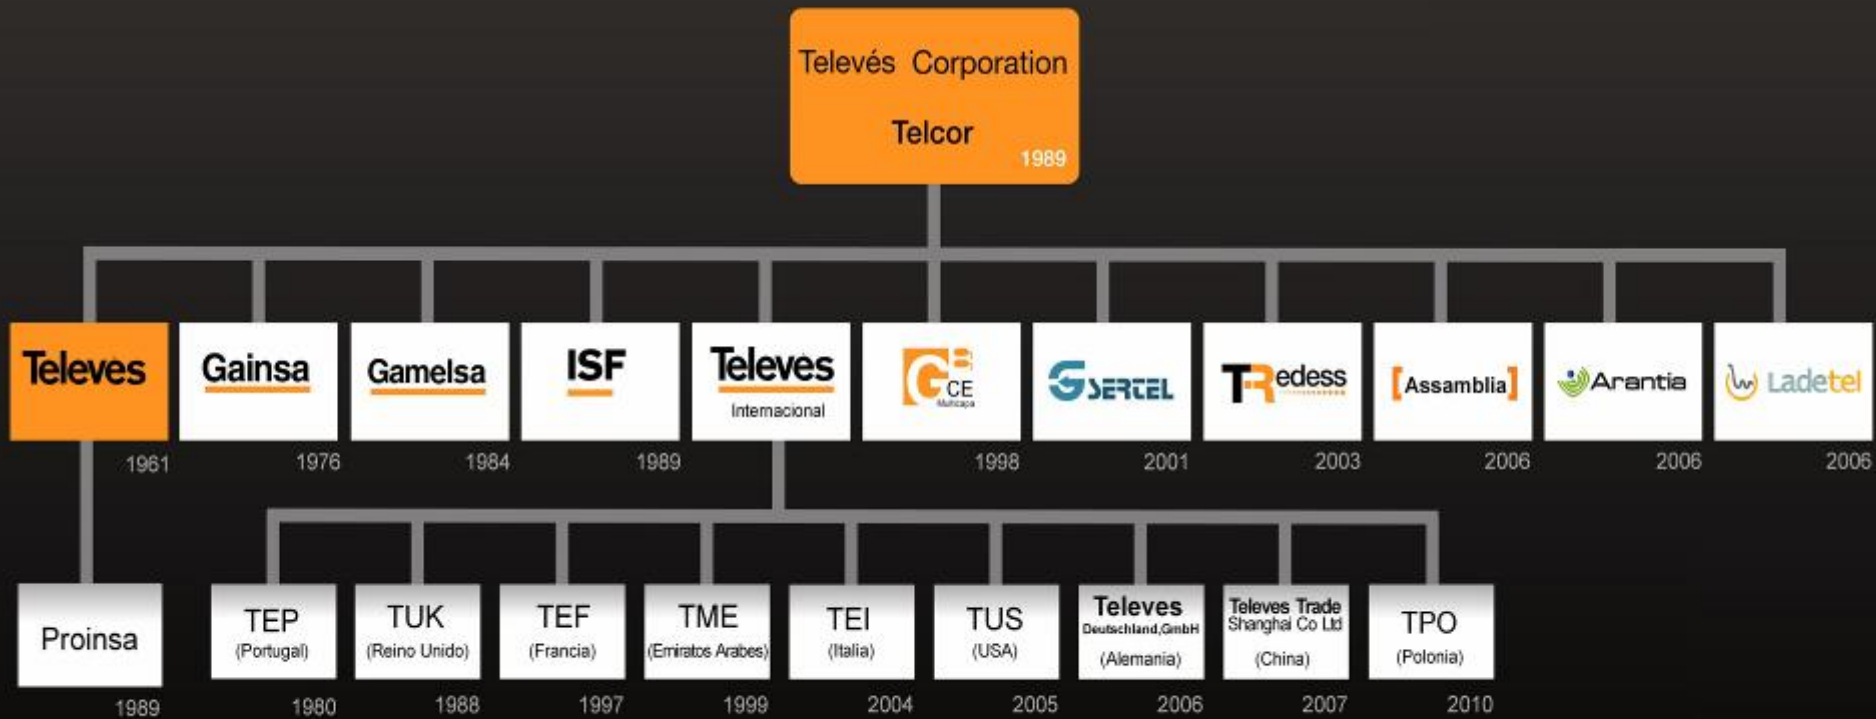 Televés Corporation
Telcor
1989
Televes
1961
Gainsa
1976
Gamelsa
1984
ISF
1989
Televes
Internacional
GB
CE
Multicapa
1998
SERTEL
2001
TRedess
2003
[Assamblia]
2006
Arantia
2006
Ladetel
2006
Proinsa
1989
TEP
(Portugal)
1980
TUK
(Reino Unido)
1988
TEF
(Francia)
1997
TME
(Emiratos Arabes)
1999
TEI
(Italia)
2004
TUS
(USA)
2005
Televes
Deutschland,GmbH
(Alemania)
2006
Televes Trade
Shanghai Co Ltd
(China)
2007
TPO
(Polonia)
2010